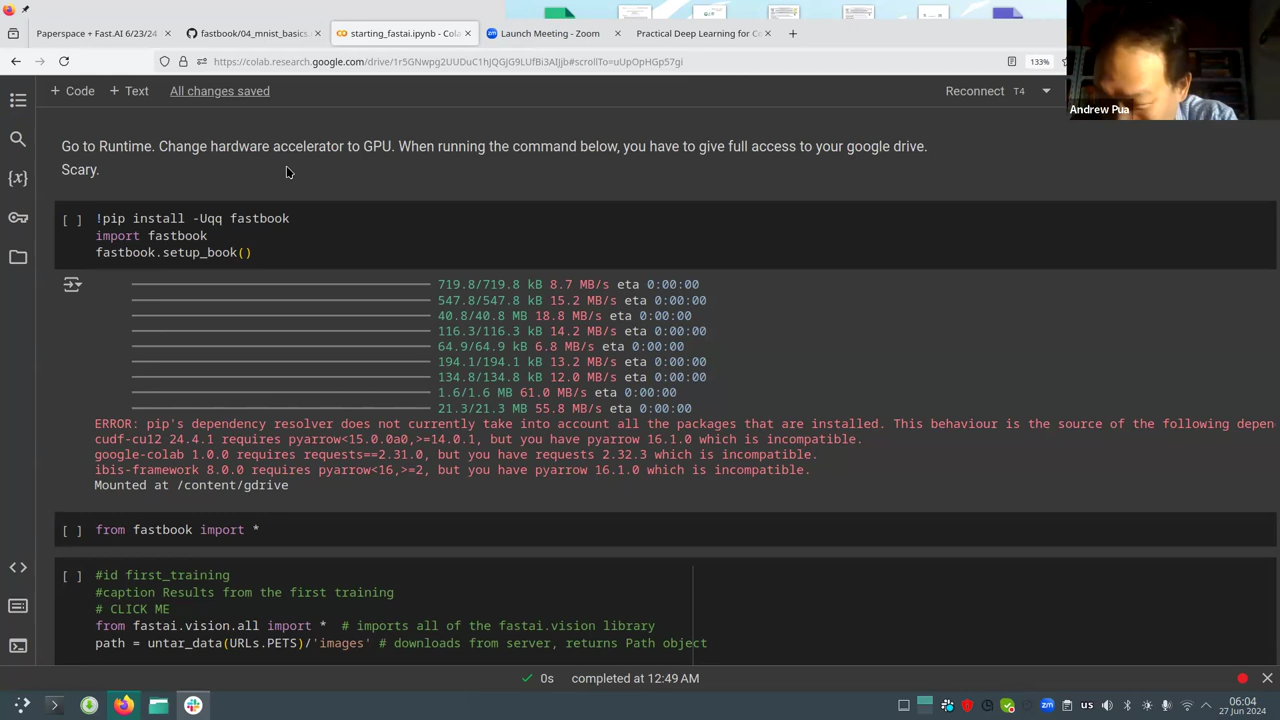 Paperspace + Fast.AI 6/23/24
fastbook/04_mnist_basics.i
starting_fastai.ipynb - Cola
Launch Meeting - Zoom
Practical Deep Learning for C
https://colab.research.google.com/drive/1r5GNwpg2UUDuC1hJQGJG9LUfBi3AIjjb#scrollTo=uUpOpHGp57gi
133%
+ Code + Text All changes saved
Reconnect T4
Andrew Pua
Go to Runtime. Change hardware accelerator to GPU. When running the command below, you have to give full access to your google drive.
Scary.
[ ] !pip install -Uqq fastbook
import fastbook
fastbook.setup_book()
719.8/719.8 kB 8.7 MB/s eta 0:00:00
547.8/547.8 kB 15.2 MB/s eta 0:00:00
40.8/40.8 MB 18.8 MB/s eta 0:00:00
116.3/116.3 kB 14.2 MB/s eta 0:00:00
64.9/64.9 kB 6.8 MB/s eta 0:00:00
194.1/194.1 kB 13.2 MB/s eta 0:00:00
134.8/134.8 kB 12.0 MB/s eta 0:00:00
1.6/1.6 MB 61.0 MB/s eta 0:00:00
21.3/21.3 MB 55.8 MB/s eta 0:00:00
ERROR: pip's dependency resolver does not currently take into account all the packages that are installed. This behaviour is the source of the following depen
cudf-cu12 24.4.1 requires pyarrow<15.0.0a0,>=14.0.1, but you have pyarrow 16.1.0 which is incompatible.
google-colab 1.0.0 requires requests==2.31.0, but you have requests 2.32.3 which is incompatible.
ibis-framework 8.0.0 requires pyarrow<16,>=2, but you have pyarrow 16.1.0 which is incompatible.
Mounted at /content/gdrive
[ ] from fastbook import *
[ ] #id first_training
#caption Results from the first training
# CLICK ME
from fastai.vision.all import * # imports all of the fastai.vision library
path = untar_data(URLs.PETS)/'images' # downloads from server, returns Path object
0s completed at 12:49 AM
us
06:04
27 Jun 2024